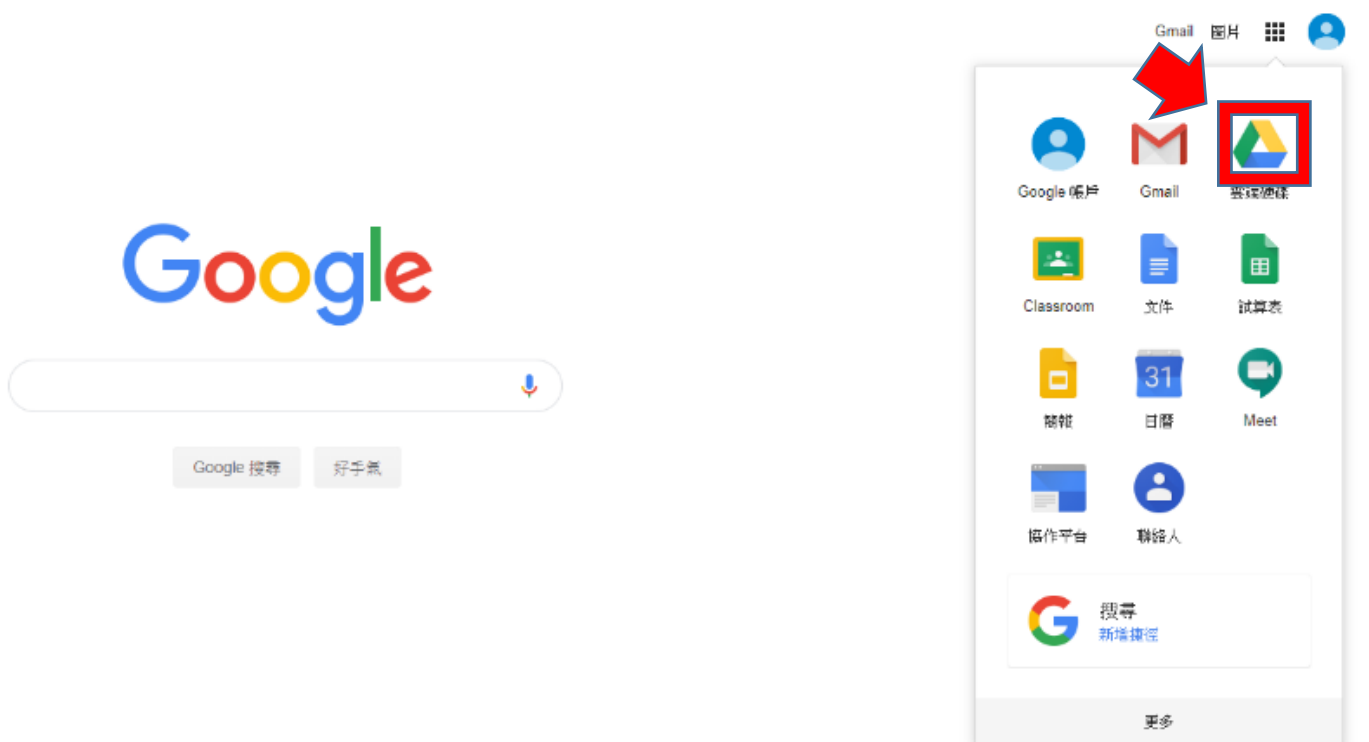 Gmail 圖片
Google 帳戶 Gmail 雲端硬碟
Google
Classroom 文件 試算表
31
簡報 日曆 Meet
Google 搜尋 好手氣
協作平台 聯絡人
搜尋
新增捷徑
更多